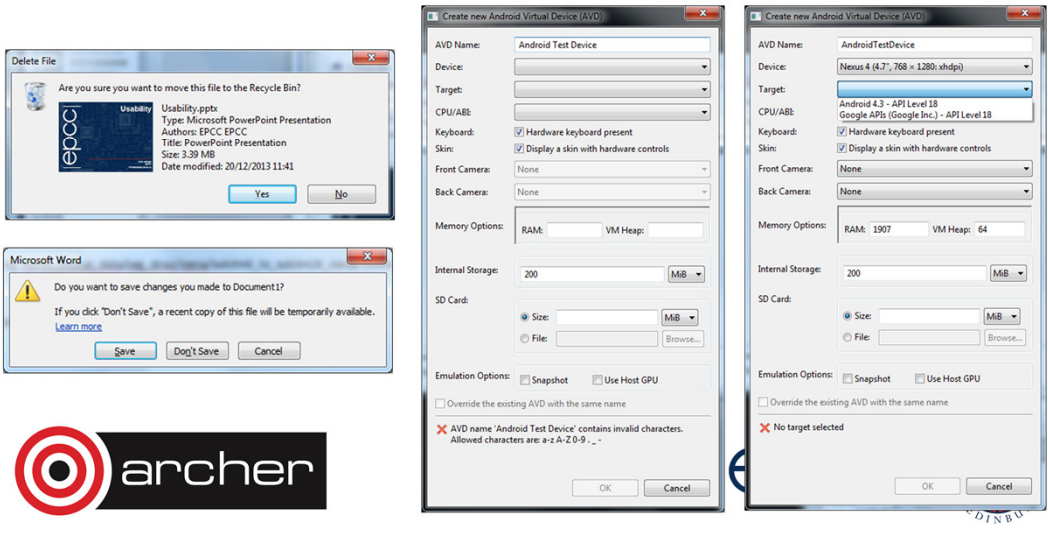 Delete File
Are you sure you want to move this file to the Recycle Bin?
Usability
|epcc|
Usability.pptx
Type: Microsoft PowerPoint Presentation
Authors: EPCC EPCC
Title: PowerPoint Presentation
Size: 3.39 MB
Date modified: 20/12/2013 11:41
Yes
No
Microsoft Word
Do you want to save changes you made to Document1?
If you click "Don't Save", a recent copy of this file will be temporarily available.
Learn more
Save
Don't Save
Cancel
archer
Create new Android Virtual Device (AVD)
AVD Name: Android Test Device
Device:
Target:
CPU/ABI:
Keyboard: Hardware keyboard present
Skin: Display a skin with hardware controls
Front Camera: None
Back Camera: None
Memory Options: RAM: VM Heap:
Internal Storage: 200 MiB
SD Card:
Size: MiB
File: Browse...
Emulation Options: Snapshot Use Host GPU
Override the existing AVD with the same name
AVD name 'Android Test Device' contains invalid characters.
Allowed characters are: a-z A-Z 0-9 . _ -
OK
Cancel
Create new Android Virtual Device (AVD)
AVD Name: AndroidTestDevice
Device: Nexus 4 (4.7", 768 × 1280: xhdpi)
Target:
Android 4.3 - API Level 18
Google APIs (Google Inc.) - API Level 18
CPU/ABI:
Keyboard: Hardware keyboard present
Skin: Display a skin with hardware controls
Front Camera: None
Back Camera: None
Memory Options: RAM: 1907 VM Heap: 64
Internal Storage: 200 MiB
SD Card:
Size: MiB
File: Browse...
Emulation Options: Snapshot Use Host GPU
Override the existing AVD with the same name
No target selected
OK
Cancel
EDINBU